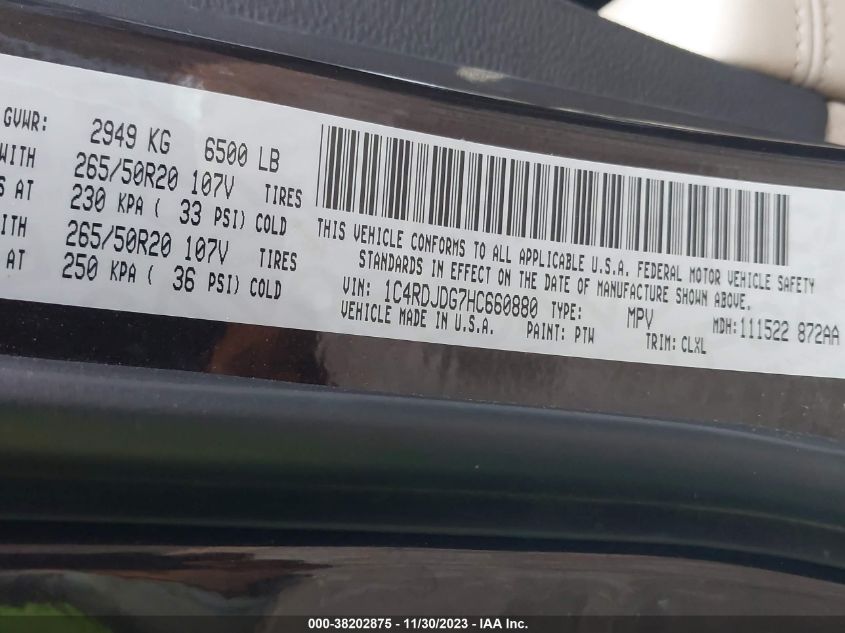 GVWR: 2949 KG 6500 LB
WITH 265/50R20 107V TIRES
S AT 230 KPA ( 33 PSI) COLD
WITH 265/50R20 107V TIRES
AT 250 KPA ( 36 PSI) COLD
THIS VEHICLE CONFORMS TO ALL APPLICABLE U.S.A. FEDERAL MOTOR VEHICLE SAFETY
STANDARDS IN EFFECT ON THE DATE OF MANUFACTURE SHOWN ABOVE.
VIN: 1C4RDJDG7HC660880 TYPE: MPV MDH:111522 872AA
VEHICLE MADE IN U.S.A. PAINT: PTW TRIM: CLXL
000-38202875 - 11/30/2023 - IAA Inc.